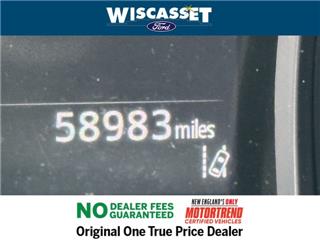 WISCASSET
Ford
58983 miles
NO DEALER FEES GUARANTEED
NEW ENGLAND'S ONLY
MOTORTREND
CERTIFIED VEHICLES
Original One True Price Dealer